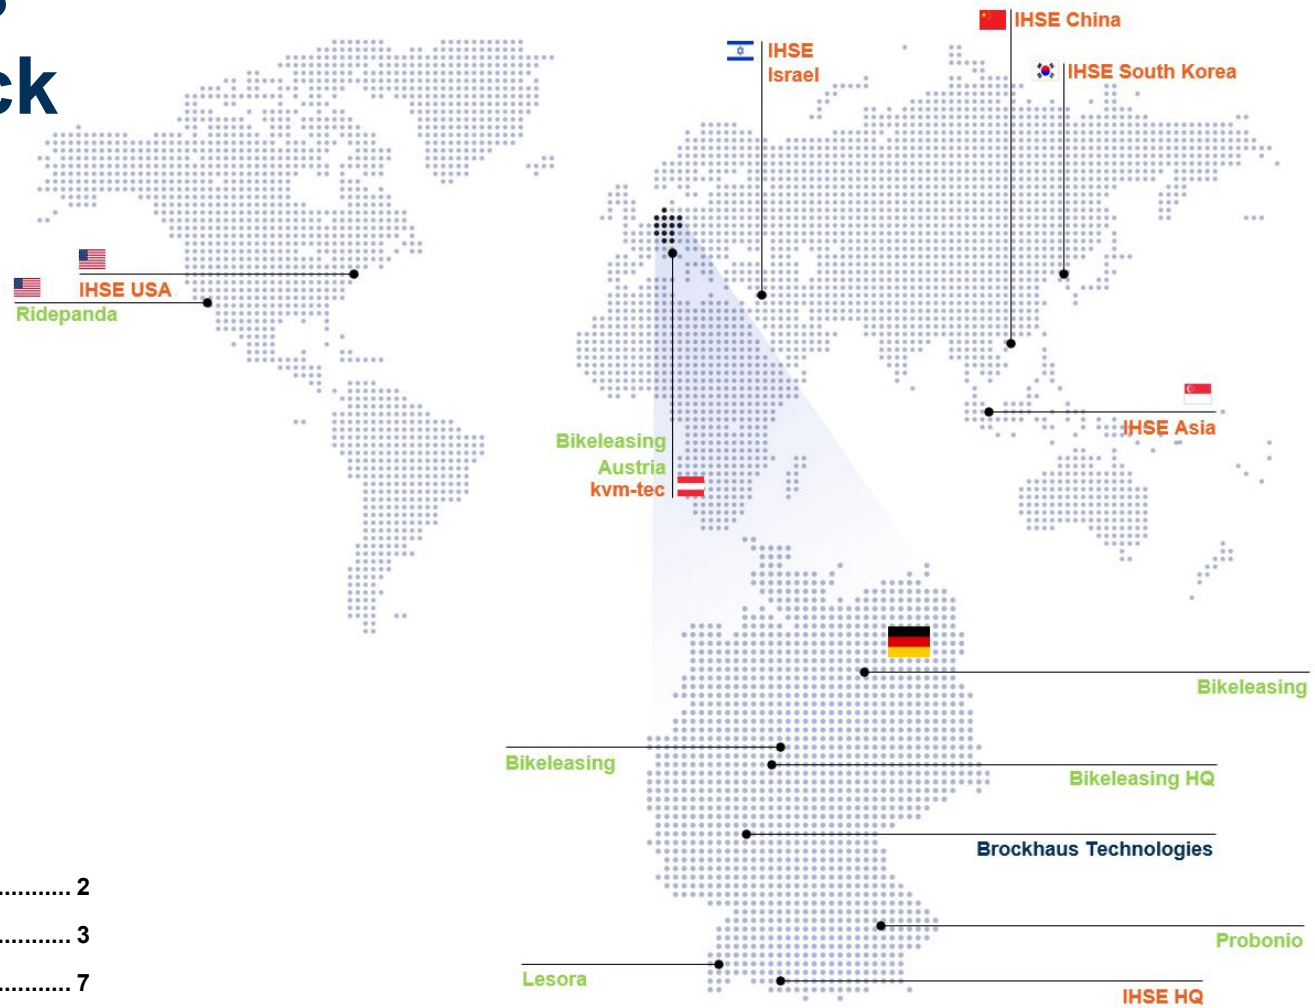 ck
IHSE China
IHSE
Israel
IHSE South Korea
IHSE USA
Ridepanda
IHSE Asia
Bikeleasing
Austria
kvm-tec
Bikeleasing
Bikeleasing
Bikeleasing HQ
Brockhaus Technologies
........... 2
........... 3
Probonio
Lesora
........... 7
IHSE HQ